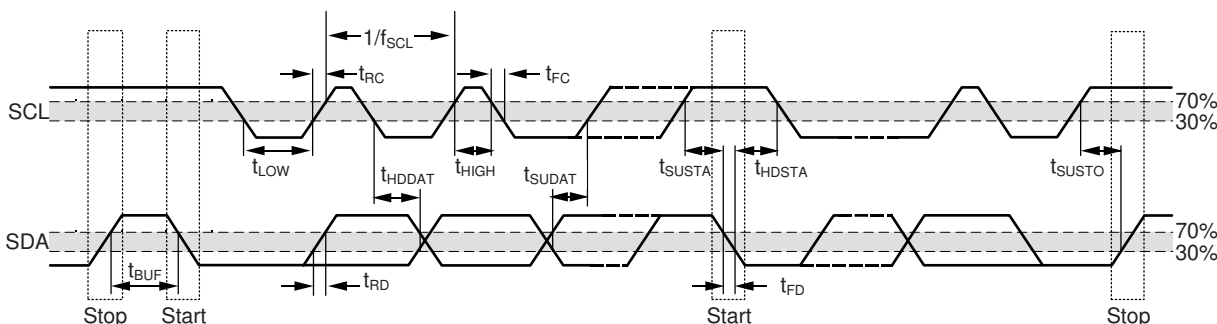 1/fSCL
tRC
tFC
SCL
70%
30%
tLOW
tHDDAT
tHIGH
tSUDAT
tSUSTA
tHDSTA
tSUSTO
SDA
70%
30%
tBUF
tRD
tFD
Stop
Start
Start
Stop